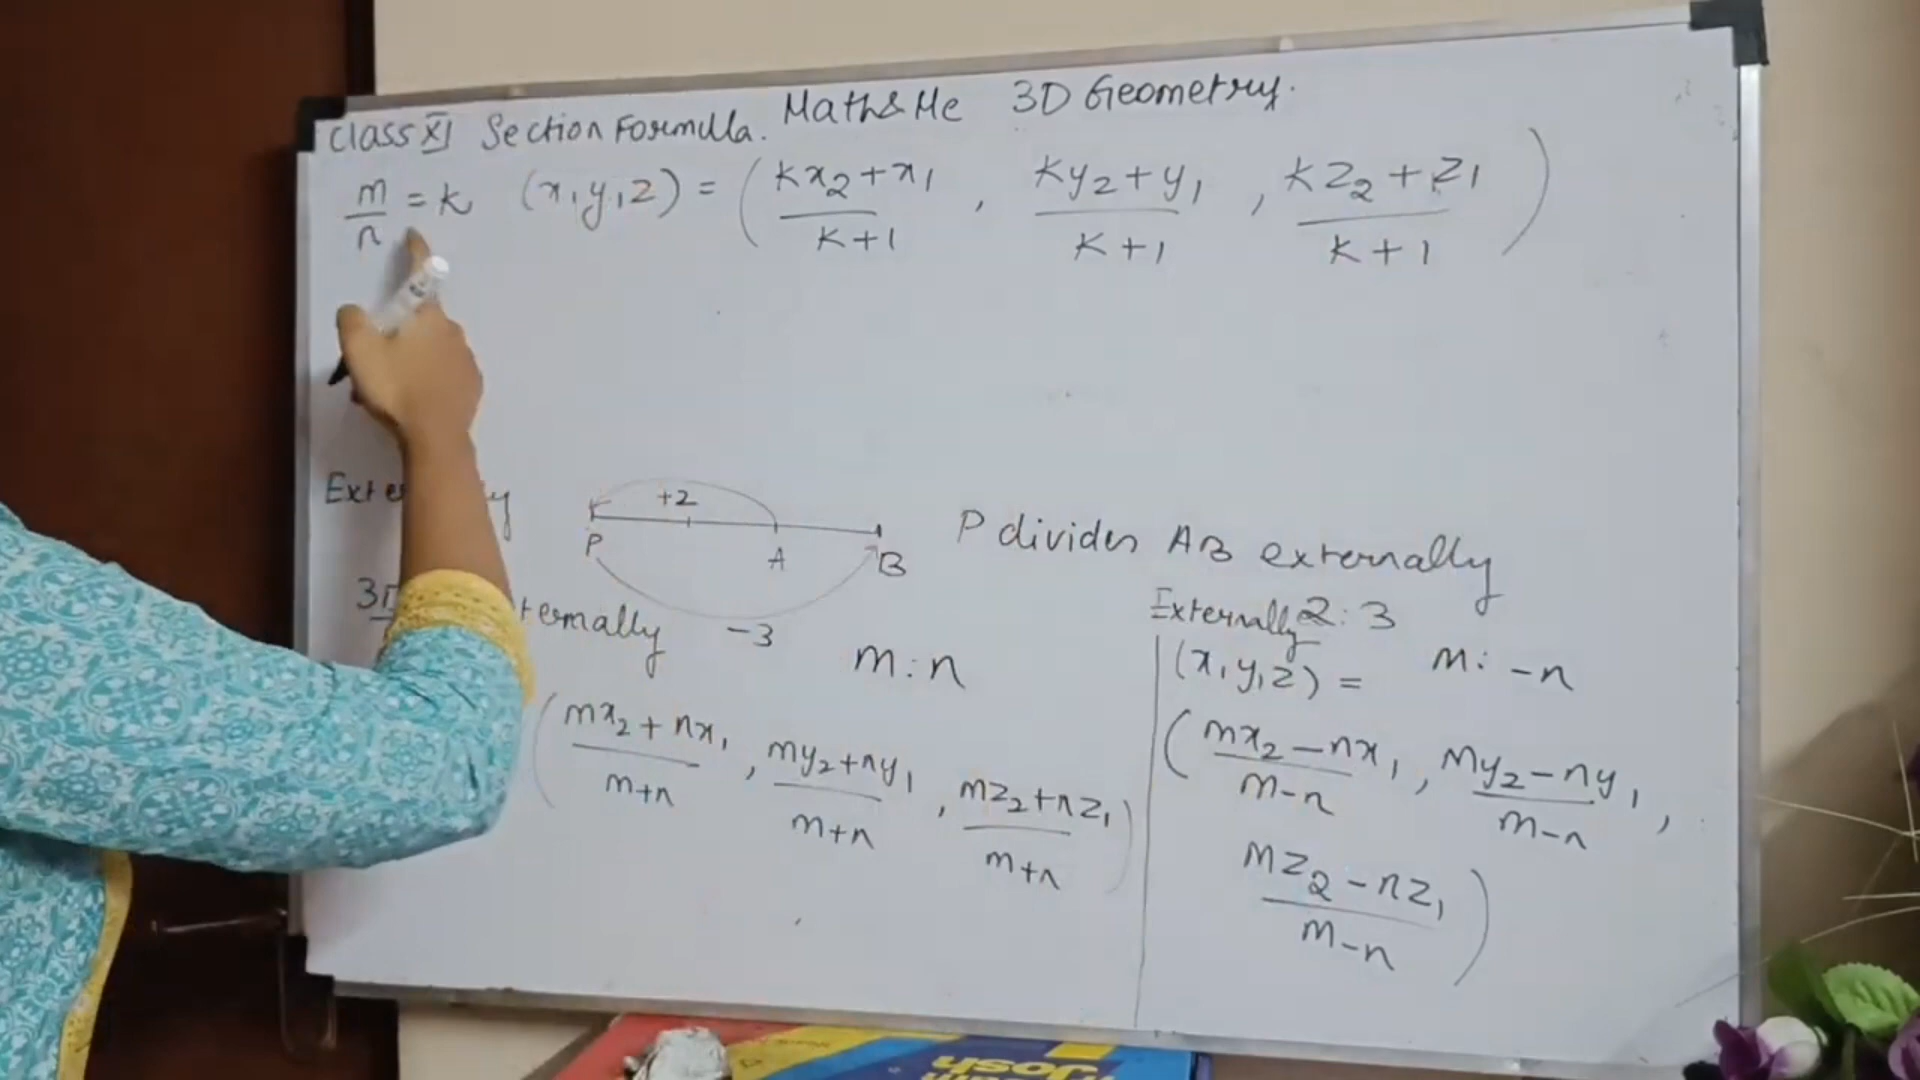 Class XI Section Formula. Math & Me 3D Geometry.
m/n = k (x,y,z) = ( (kx₂+x₁)/(k+1) , (ky₂+y₁)/(k+1) , (kz₂+z₁)/(k+1) )
+2
P A B
-3
P divides AB externally
m:n
Externally 2:3
(x,y,z) = m:-n
( (mx₂+nx₁)/(m+n) , (my₂+ny₁)/(m+n) , (mz₂+nz₁)/(m+n) )
( (mx₂-nx₁)/(m-n) , (my₂-ny₁)/(m-n) ,
(mz₂-nz₁)/(m-n) )
Josh